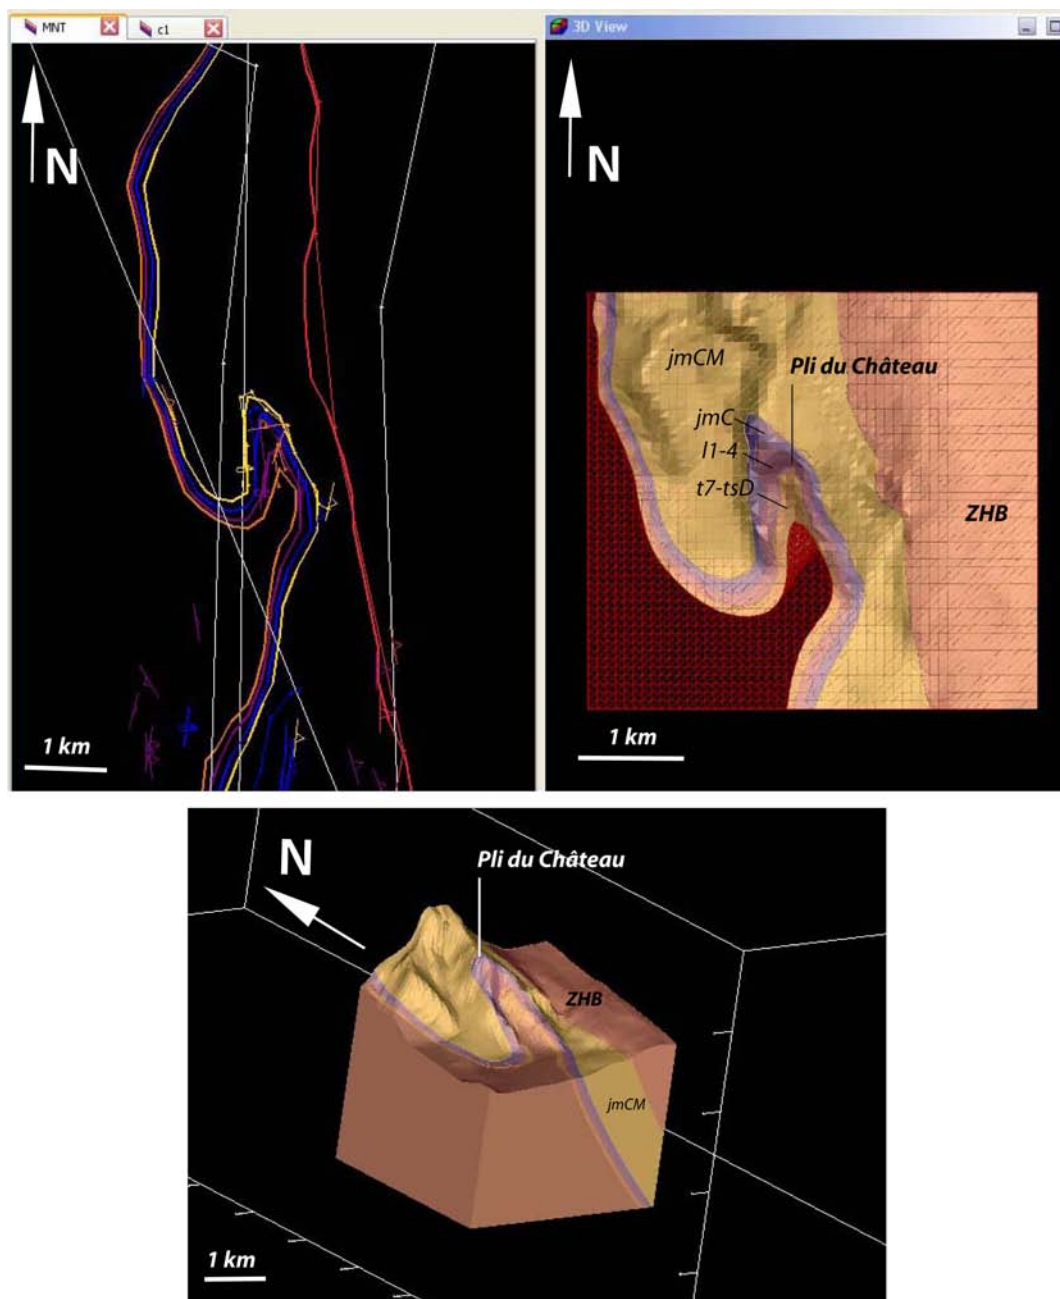 MNT
c1
3D View
N
N
jmCM
Pli du Château
jmC
l1-4
t7-tsD
ZHB
1 km
1 km
N
Pli du Château
ZHB
jmCM
1 km